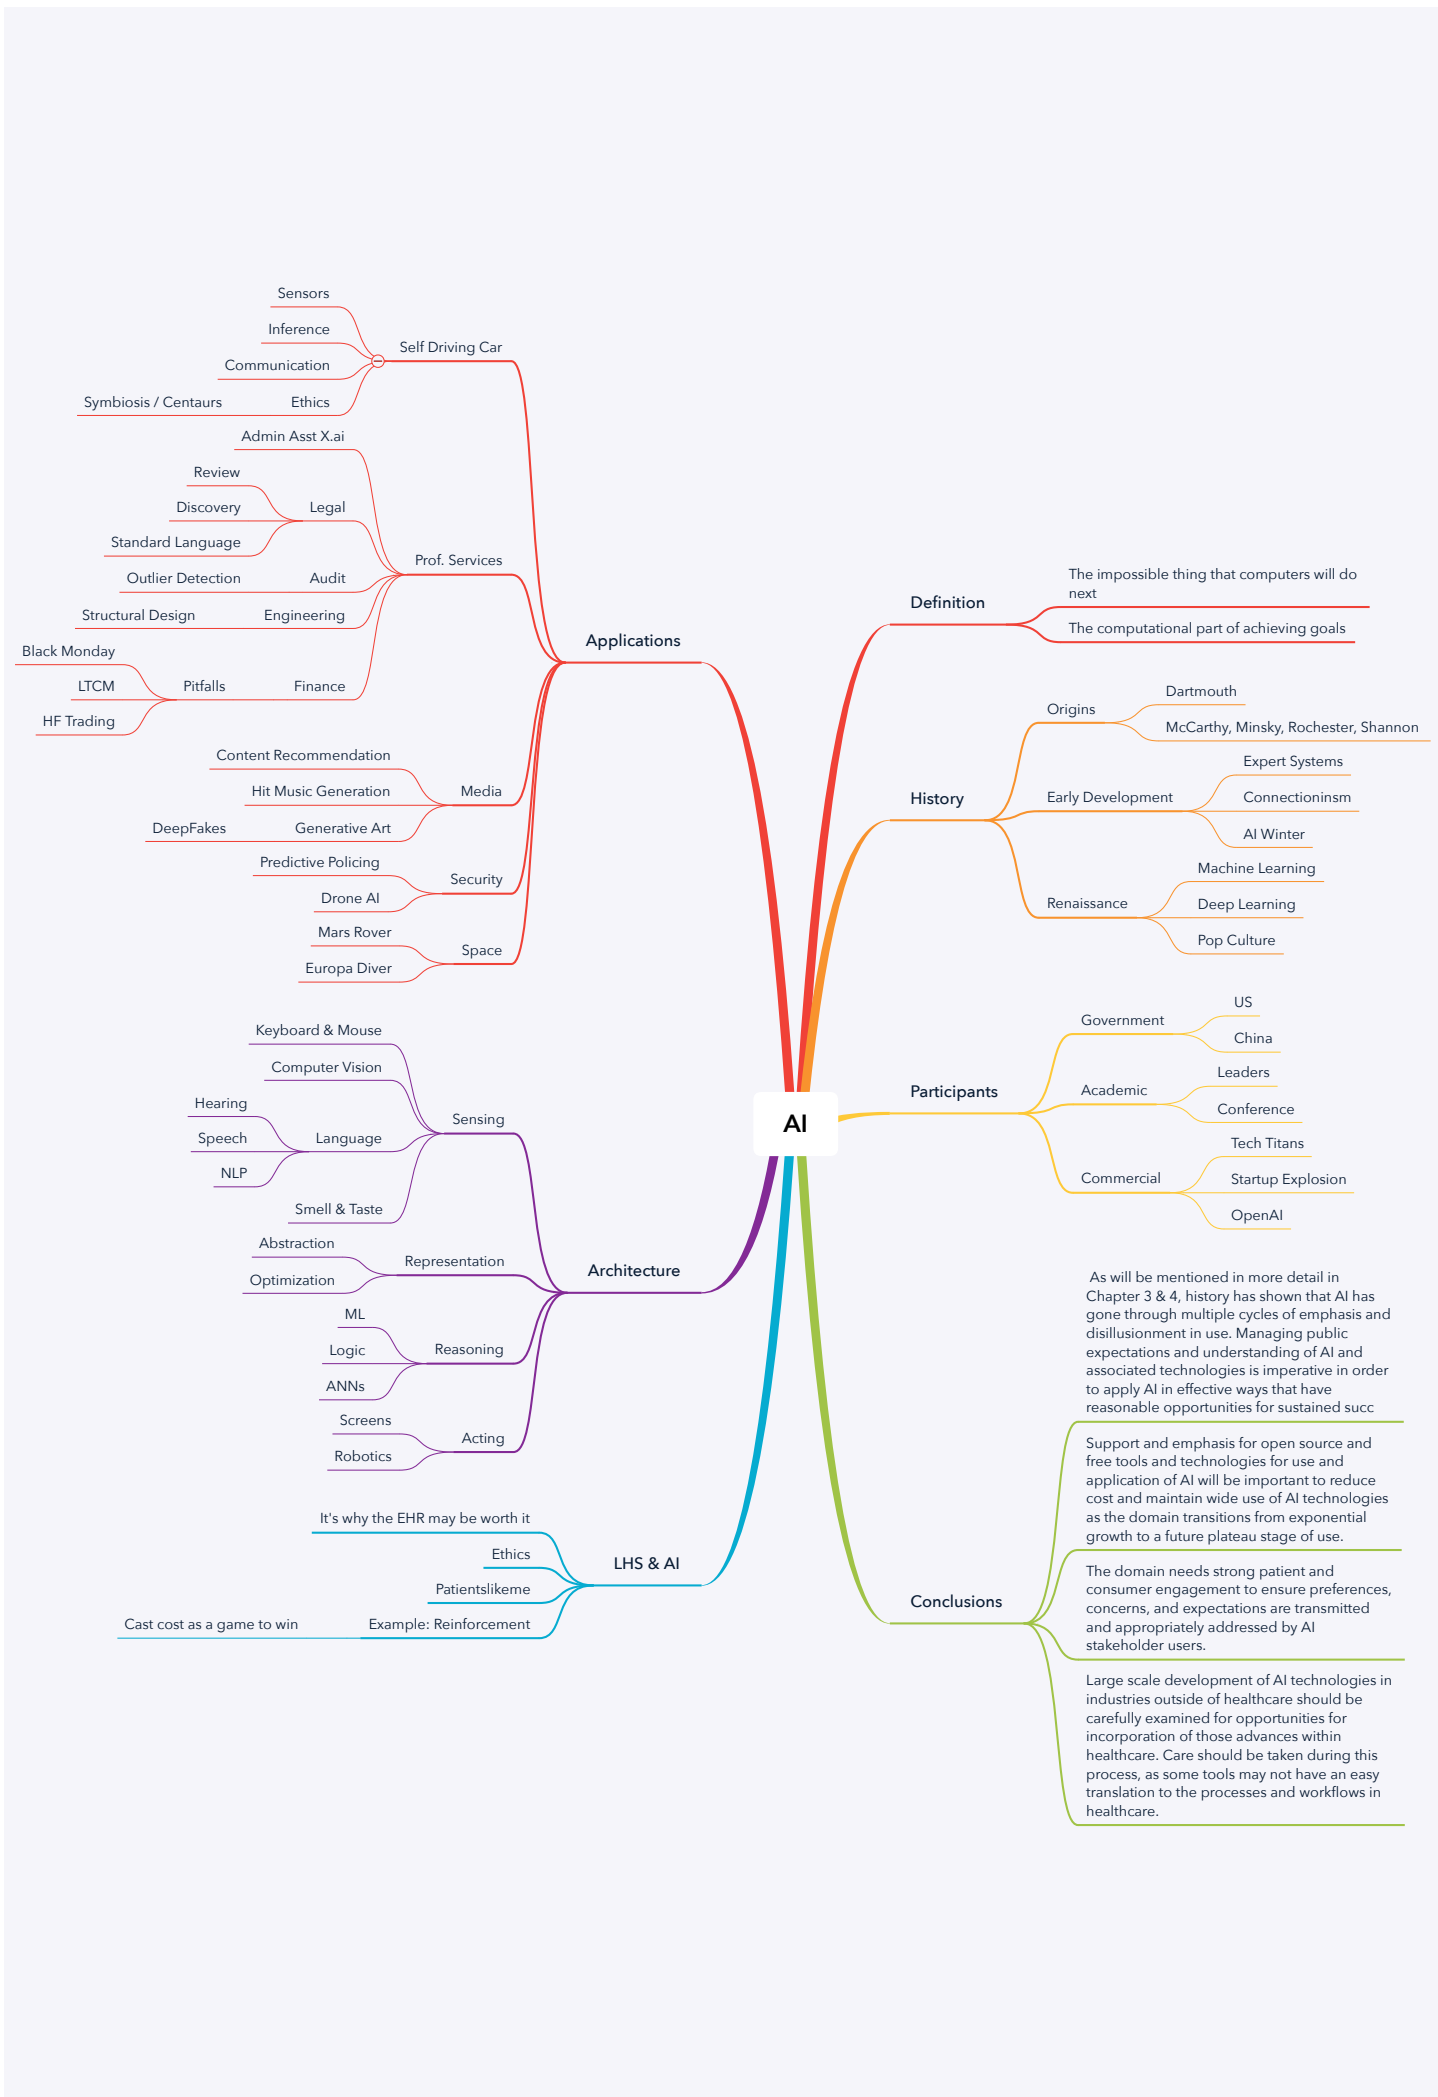 Sensors
Inference
Self Driving Car
Communication
Symbiosis / Centaurs
Ethics
Admin Asst X.ai
Review
Discovery
Legal
Standard Language
Prof. Services
Outlier Detection
Audit
Structural Design
Engineering
Black Monday
LTCM
Pitfalls
Finance
HF Trading
Applications
Content Recommendation
Hit Music Generation
Media
DeepFakes
Generative Art
Predictive Policing
Security
Drone AI
Mars Rover
Space
Europa Diver
Keyboard & Mouse
Computer Vision
Hearing
Sensing
Speech
Language
NLP
Smell & Taste
Abstraction
Representation
Optimization
Architecture
ML
Logic
Reasoning
ANNs
Screens
Acting
Robotics
It's why the EHR may be worth it
Ethics
LHS & AI
Patientslikeme
Cast cost as a game to win
Example: Reinforcement
AI
Definition
The impossible thing that computers will do
next
The computational part of achieving goals
History
Origins
Dartmouth
McCarthy, Minsky, Rochester, Shannon
Early Development
Expert Systems
Connectioninsm
AI Winter
Renaissance
Machine Learning
Deep Learning
Pop Culture
Participants
Government
US
China
Academic
Leaders
Conference
Commercial
Tech Titans
Startup Explosion
OpenAI
Conclusions
As will be mentioned in more detail in
Chapter 3 & 4, history has shown that AI has
gone through multiple cycles of emphasis and
disillusionment in use. Managing public
expectations and understanding of AI and
associated technologies is imperative in order
to apply AI in effective ways that have
reasonable opportunities for sustained succ
Support and emphasis for open source and
free tools and technologies for use and
application of AI will be important to reduce
cost and maintain wide use of AI technologies
as the domain transitions from exponential
growth to a future plateau stage of use.
The domain needs strong patient and
consumer engagement to ensure preferences,
concerns, and expectations are transmitted
and appropriately addressed by AI
stakeholder users.
Large scale development of AI technologies in
industries outside of healthcare should be
carefully examined for opportunities for
incorporation of those advances within
healthcare. Care should be taken during this
process, as some tools may not have an easy
translation to the processes and workflows in
healthcare.